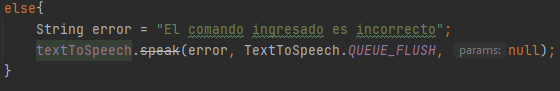 else{
String error = "El comando ingresado es incorrecto";
textToSpeech.speak(error, TextToSpeech.QUEUE_FLUSH, params: null);
}